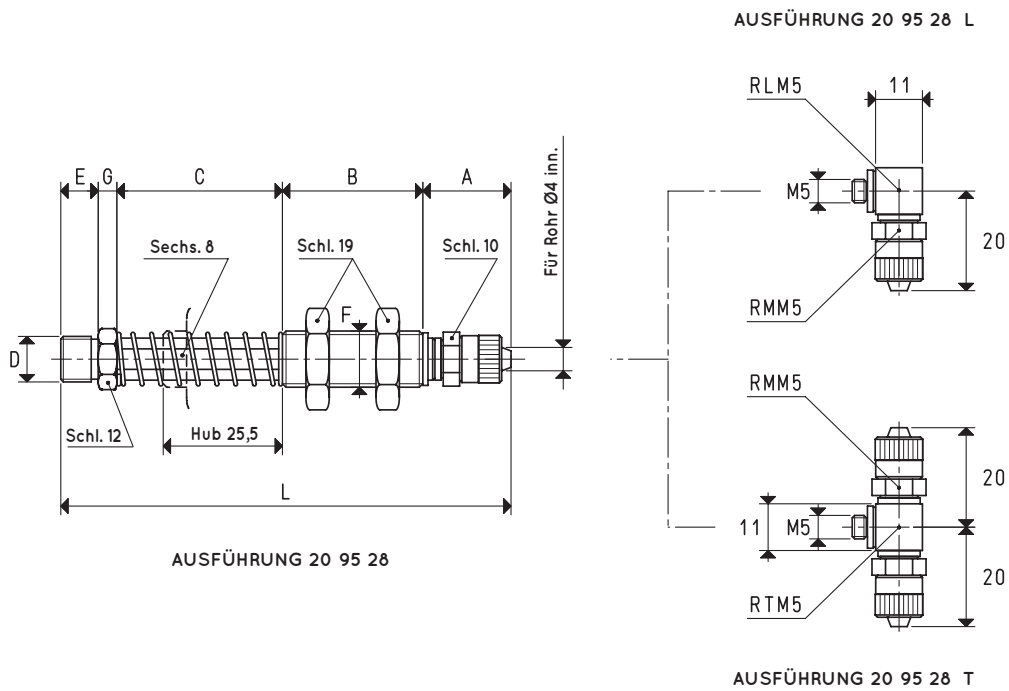 AUSFÜHRUNG 20 95 28 L
RLM5
11
M5
20
RMM5
E G C B A
Für Rohr Ø4 inn.
Sechs. 8
Schl. 19
Schl. 10
F
D
Schl. 12
Hub 25,5
L
AUSFÜHRUNG 20 95 28
RMM5
20
11
M5
20
RTM5
AUSFÜHRUNG 20 95 28 T